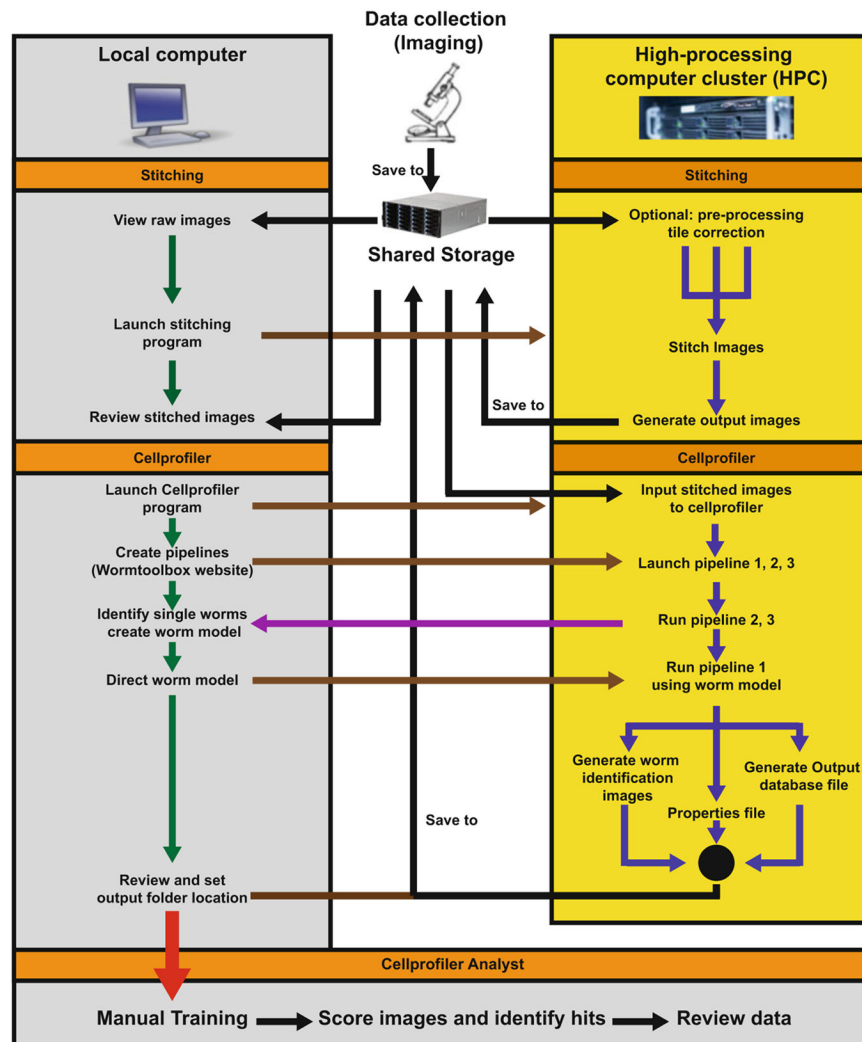 Data collection
(Imaging)
Local computer
High-processing
computer cluster (HPC)
Stitching
Save to
Stitching
View raw images
Shared Storage
Optional: pre-processing
tile correction
Launch stitching
program
Stitch Images
Review stitched images
Save to
Generate output images
Cellprofiler
Cellprofiler
Launch Cellprofiler
program
Input stitched images
to cellprofiler
Create pipelines
(Wormtoolbox website)
Launch pipeline 1, 2, 3
Identify single worms
create worm model
Run pipeline 2, 3
Direct worm model
Run pipeline 1
using worm model
Generate worm
identification
images
Generate Output
database file
Properties file
Save to
Review and set
output folder location
Cellprofiler Analyst
Manual Training
Score images and identify hits
Review data